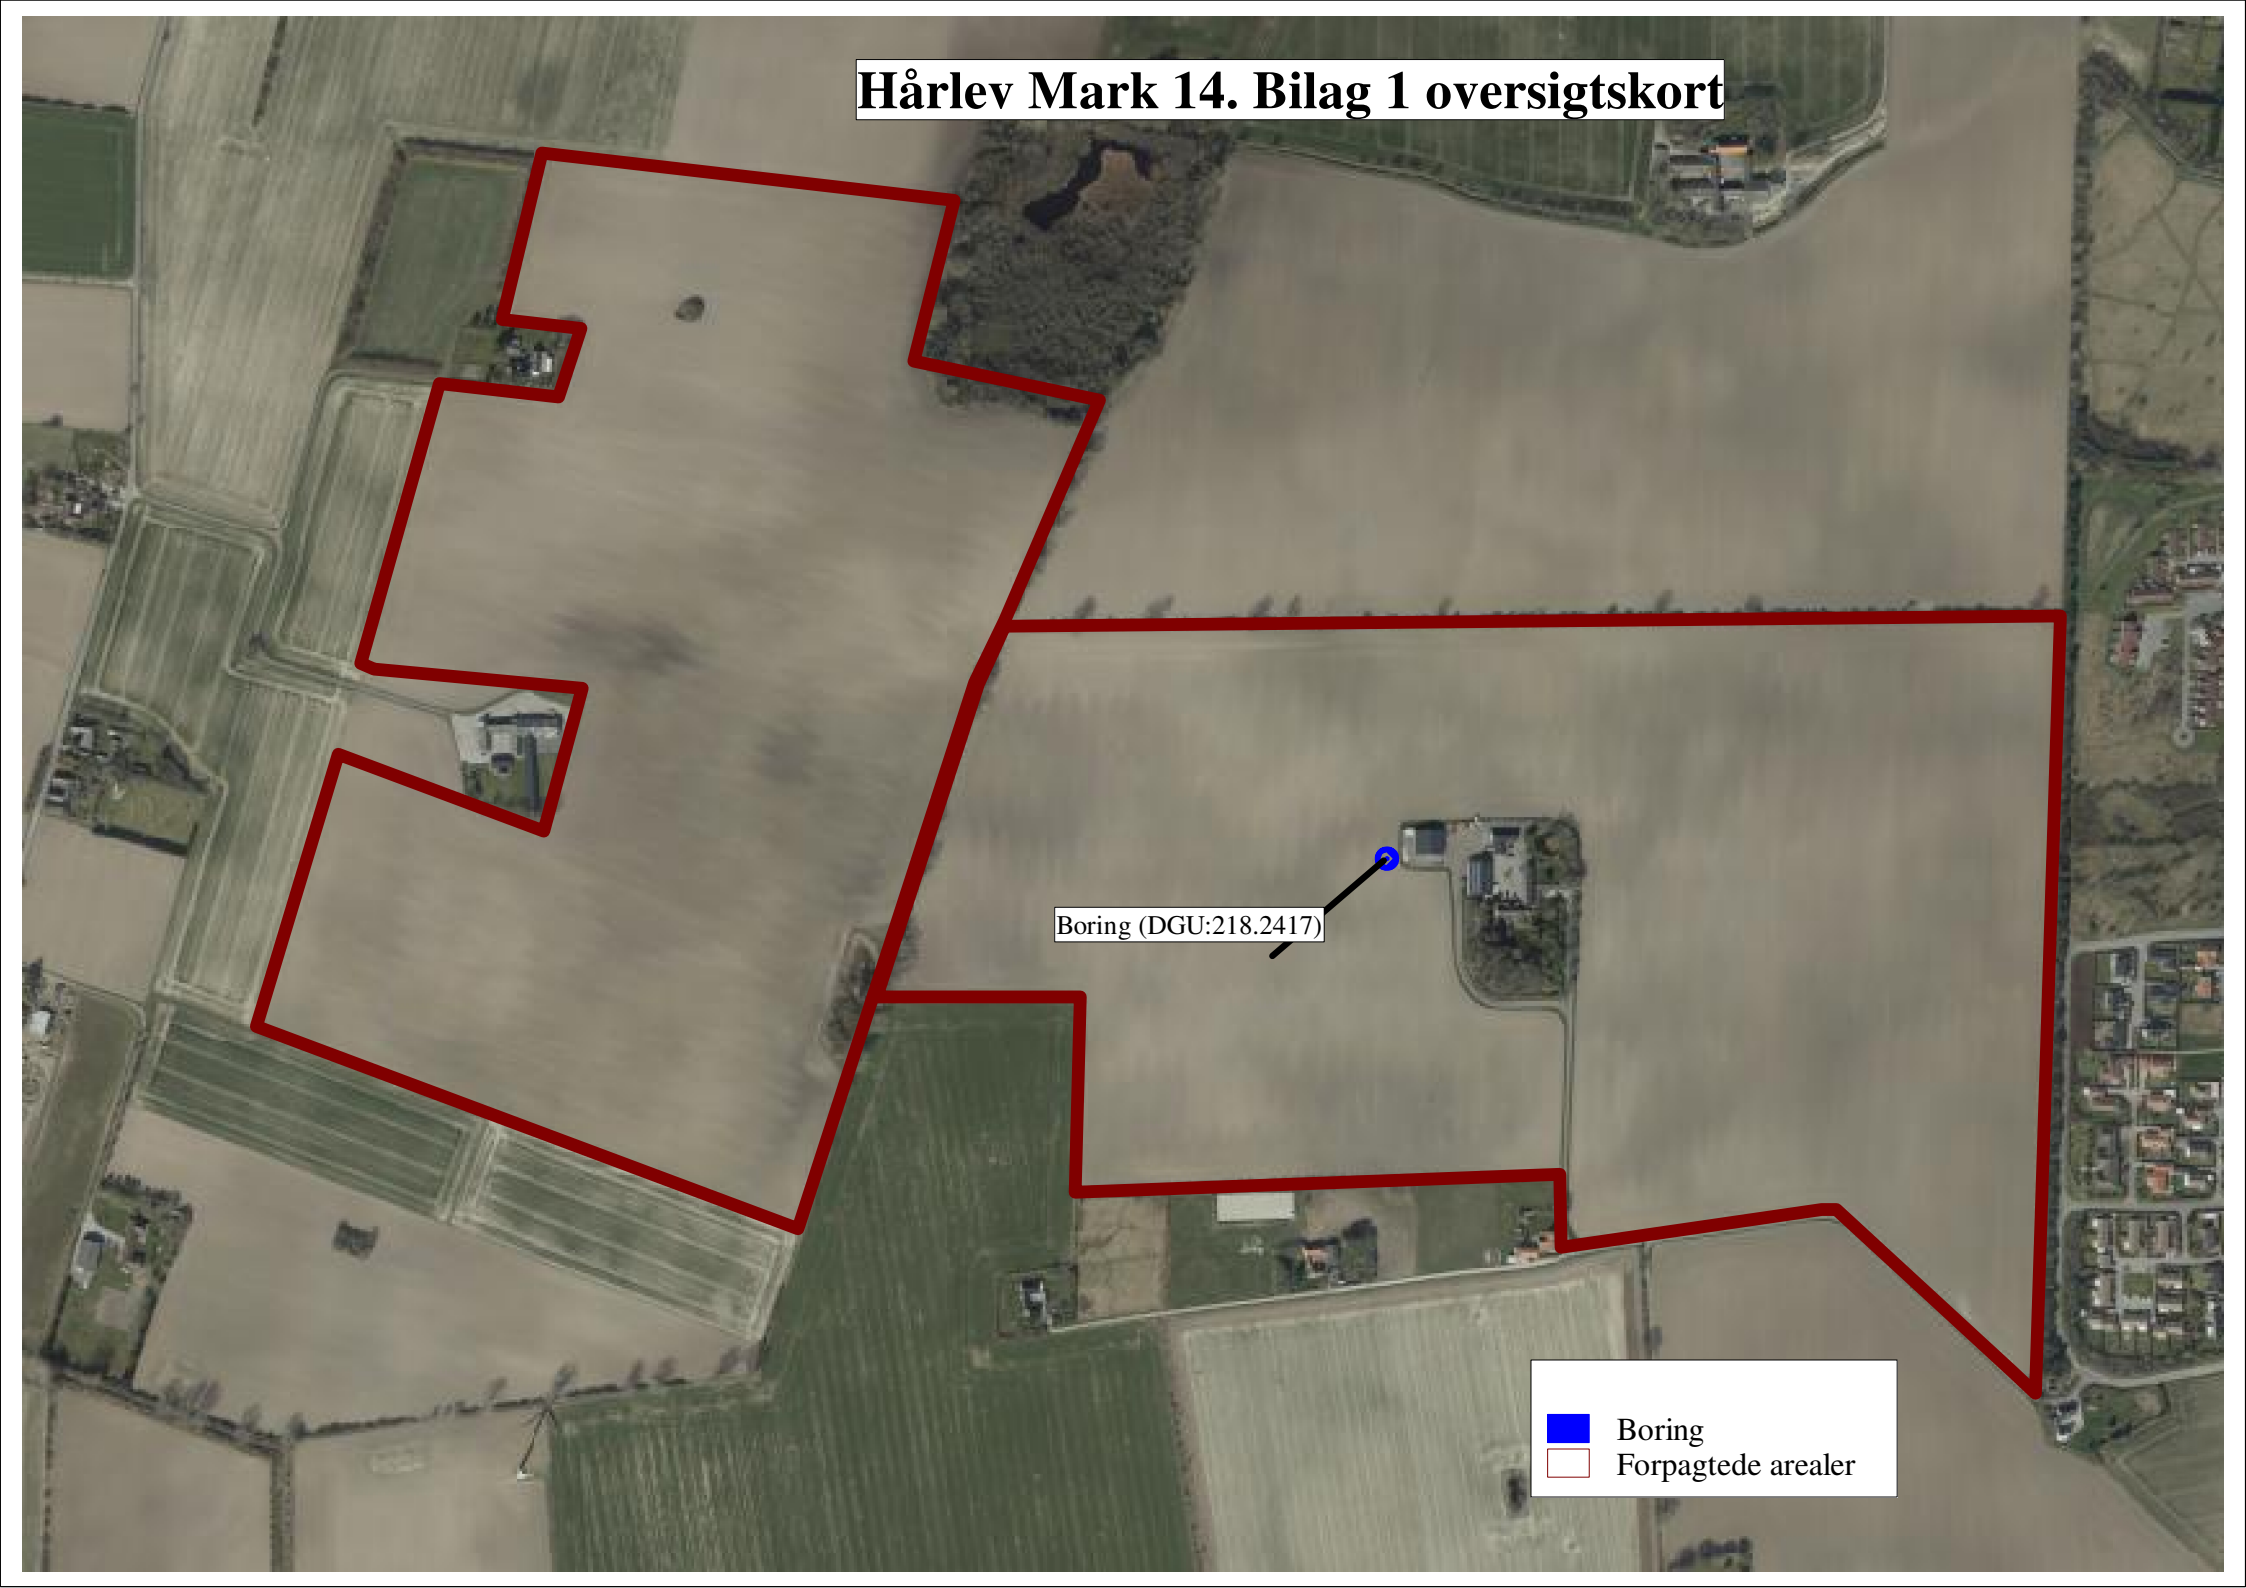 Hårlev Mark 14. Bilag 1 oversigtskort
Boring (DGU:218.2417)
Boring
Forpagtede arealer